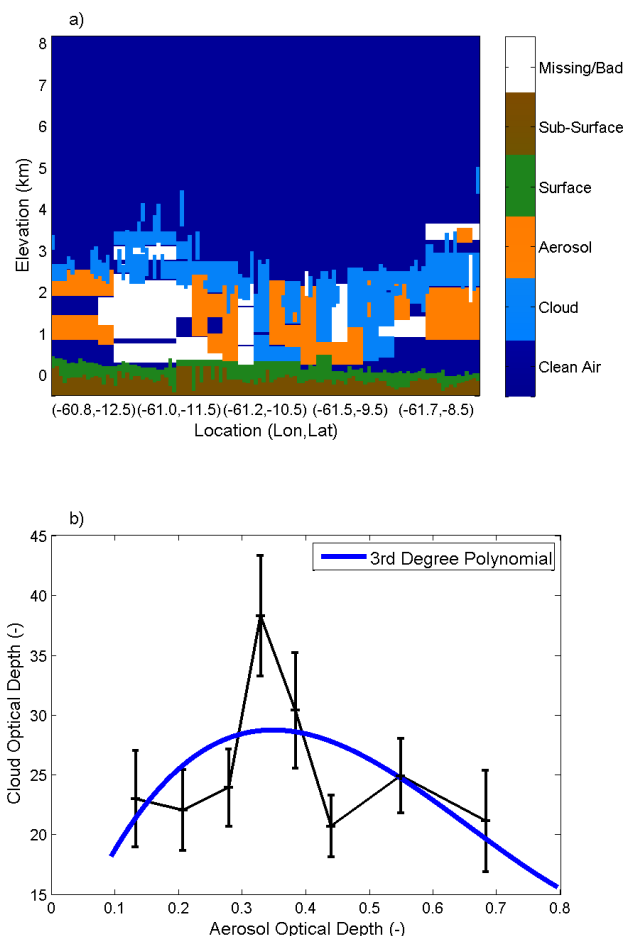 a)
8
7
6
5
4
3
2
1
0
Elevation (km)
(-60.8,-12.5) (-61.0,-11.5) (-61.2,-10.5) (-61.5,-9.5) (-61.7,-8.5)
Location (Lon,Lat)
Missing/Bad
Sub-Surface
Surface
Aerosol
Cloud
Clean Air
b)
45
40
35
30
25
20
15
Cloud Optical Depth (-)
3rd Degree Polynomial
0 0.1 0.2 0.3 0.4 0.5 0.6 0.7 0.8
Aerosol Optical Depth (-)